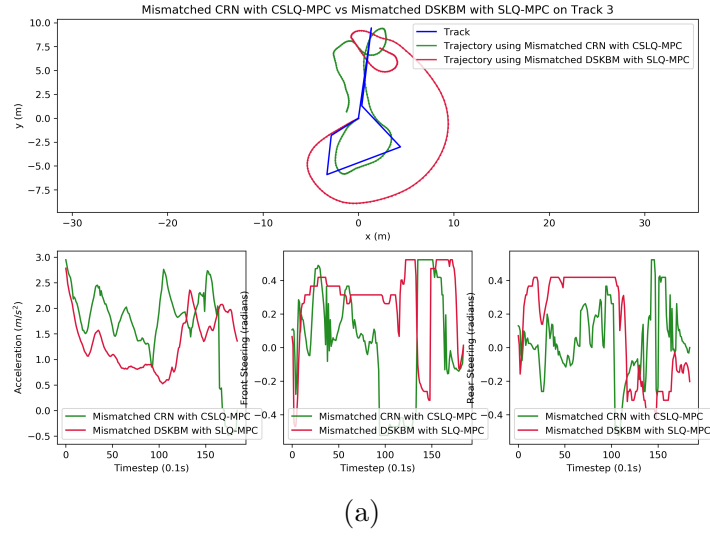 Mismatched CRN with CSLQ-MPC vs Mismatched DSKBM with SLQ-MPC on Track 3
10.0
7.5
5.0
2.5
0.0
−2.5
−5.0
−7.5
y (m)
Track
Trajectory using Mismatched CRN with CSLQ-MPC
Trajectory using Mismatched DSKBM with SLQ-MPC
−30 −20 −10 0 10 20 30
x (m)
3.0
2.5
2.0
1.5
1.0
0.5
0.0
−0.5
Acceleration (m/s²)
Mismatched CRN with CSLQ-MPC
Mismatched DSKBM with SLQ-MPC
0 50 100 150
Timestep (0.1s)
0.4
0.2
0.0
−0.2
−0.4
Front Steering (radians)
Mismatched CRN with CSLQ-MPC
Mismatched DSKBM with SLQ-MPC
0 50 100 150
Timestep (0.1s)
0.4
0.2
0.0
−0.2
−0.4
Rear Steering (radians)
Mismatched CRN with CSLQ-MPC
Mismatched DSKBM with SLQ-MPC
0 50 100 150
Timestep (0.1s)
(a)